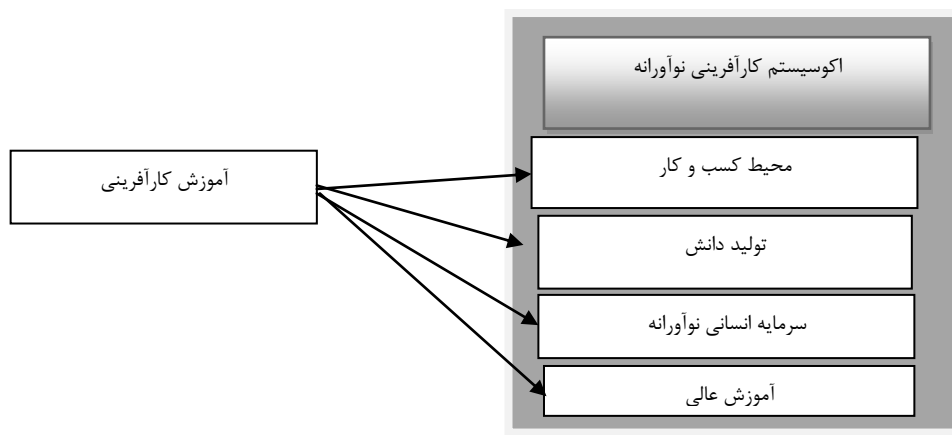 اکوسیستم کارآفرینی نوآورانه
محیط کسب و کار
آموزش کارآفرینی
تولید دانش
سرمایه انسانی نوآورانه
آموزش عالی